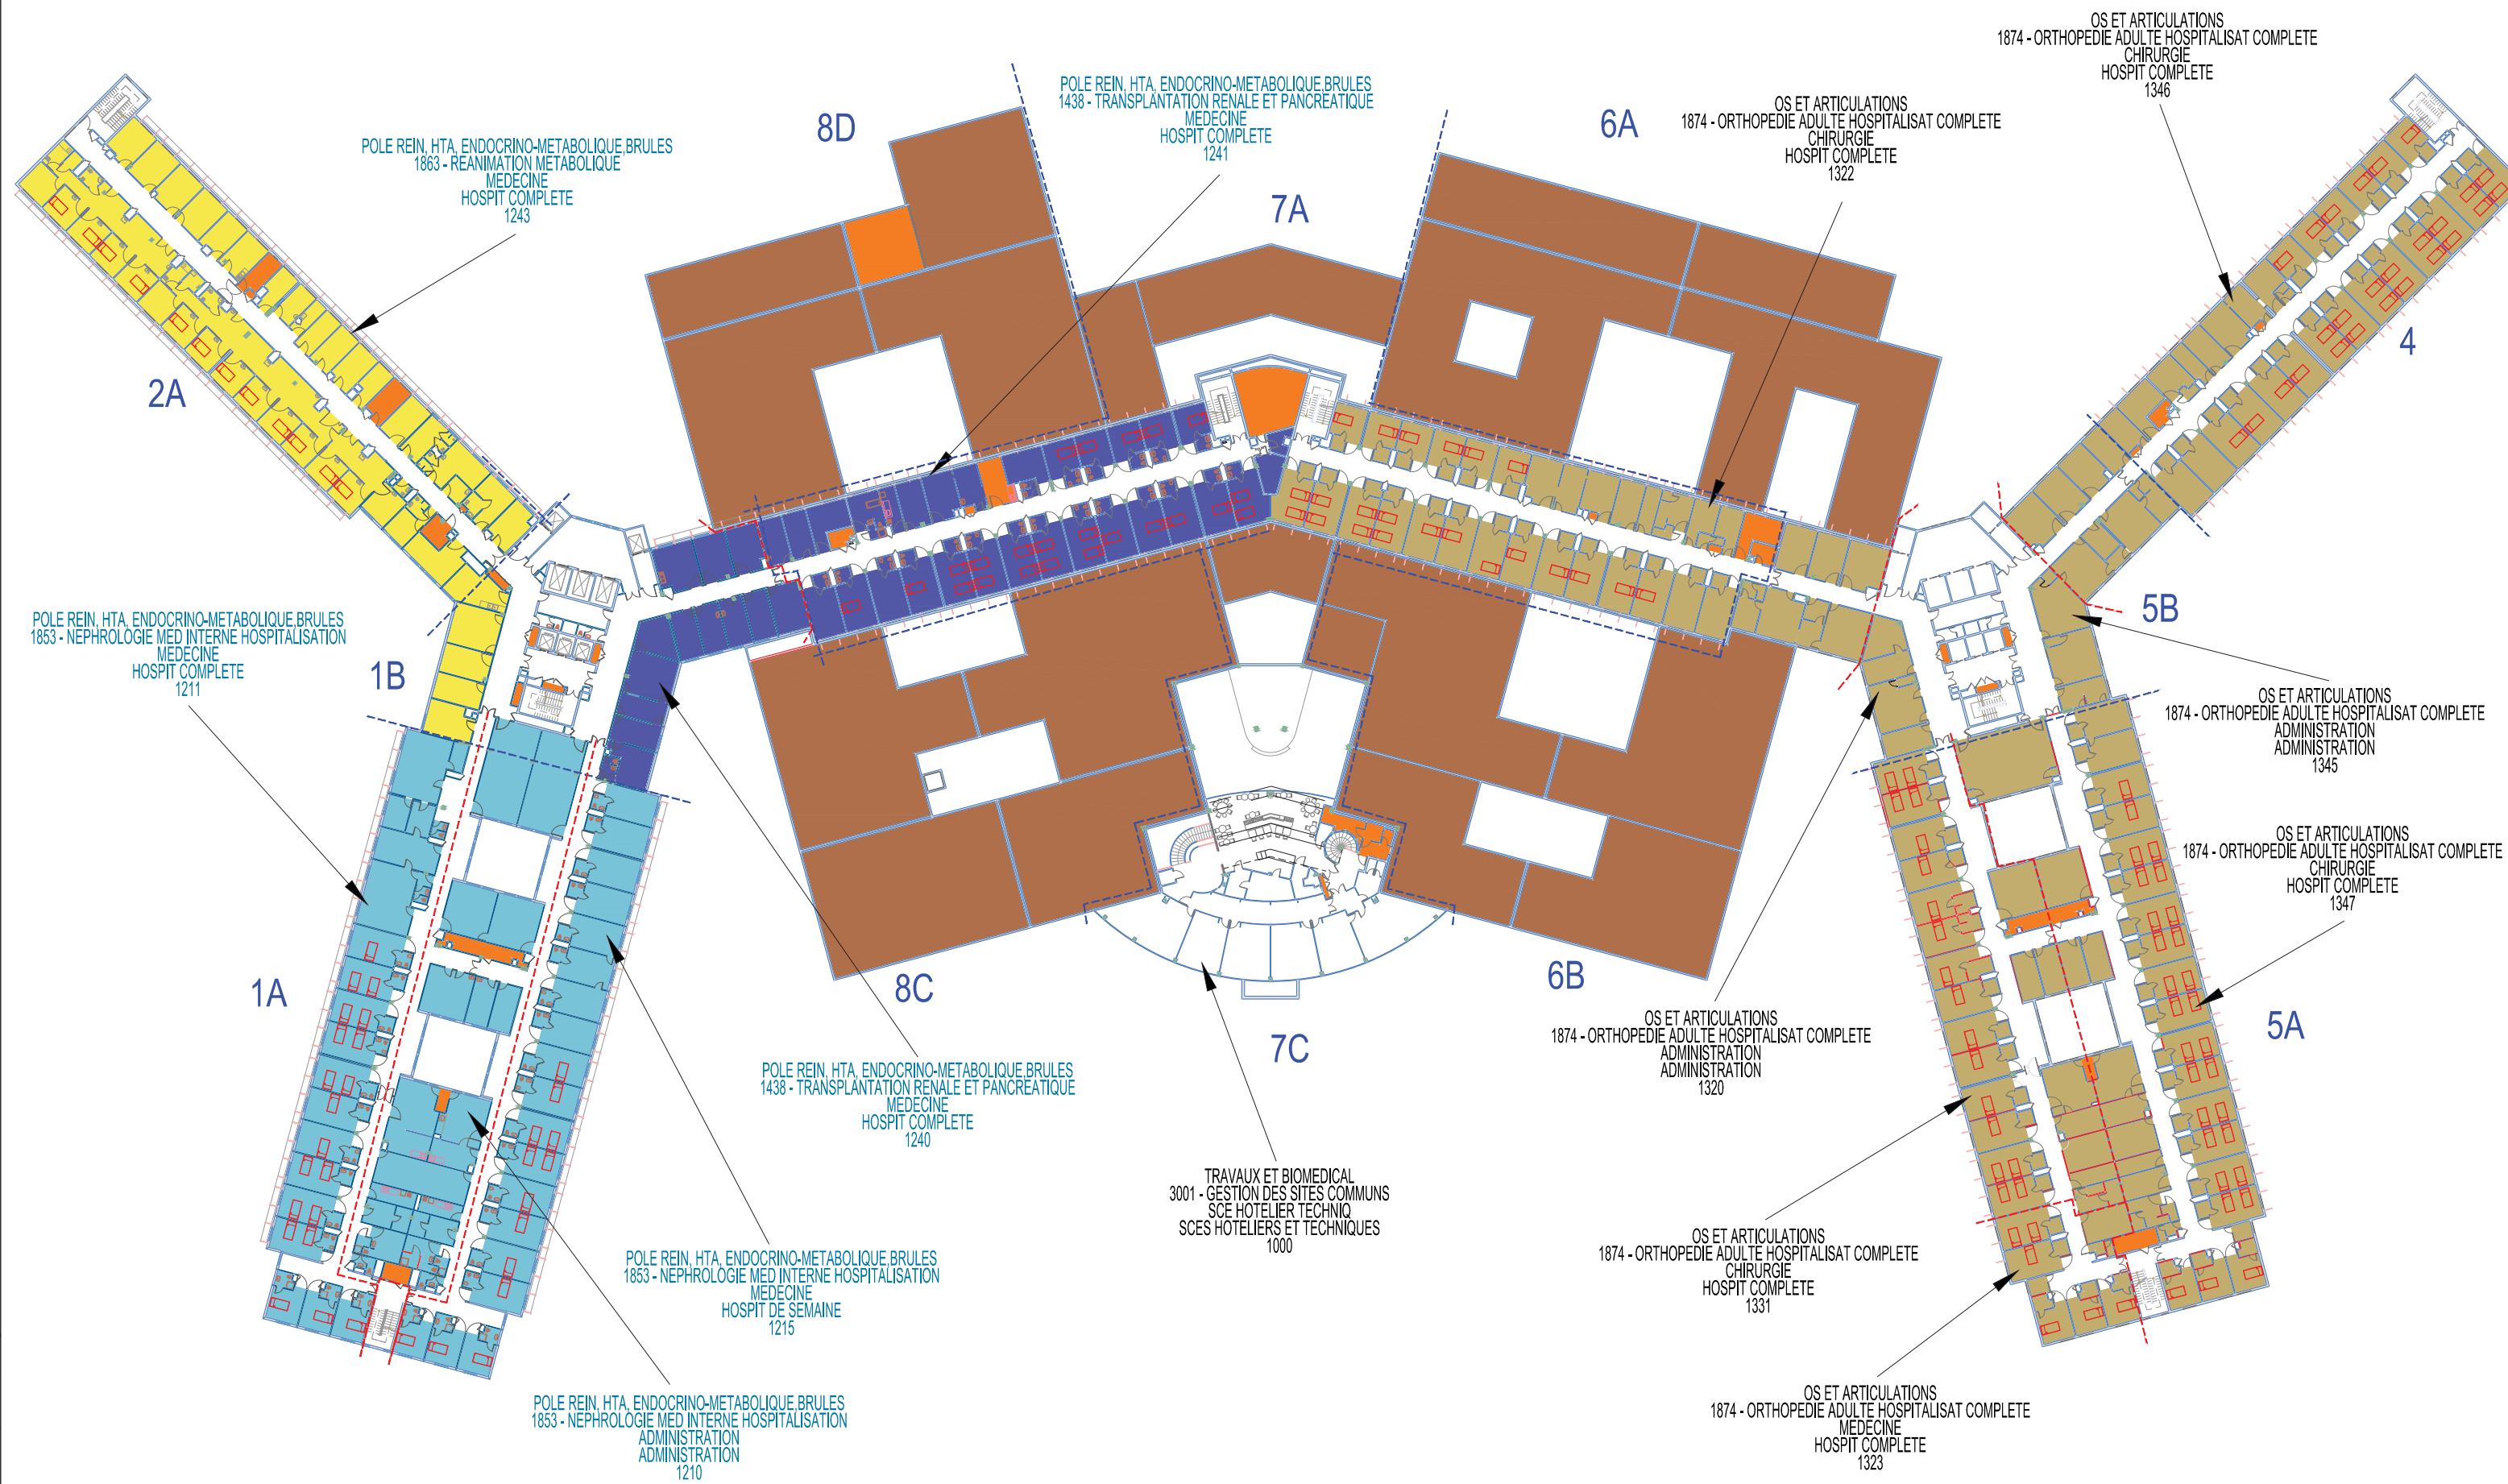 OS ET ARTICULATIONS
1874 - ORTHOPEDIE ADULTE HOSPITALISAT COMPLETE
CHIRURGIE
HOSPIT COMPLETE
1346
POLE REIN, HTA, ENDOCRINO-METABOLIQUE,BRULES
1438 - TRANSPLANTATION RENALE ET PANCREATIQUE
MEDECINE
HOSPIT COMPLETE
1241
OS ET ARTICULATIONS
1874 - ORTHOPEDIE ADULTE HOSPITALISAT COMPLETE
CHIRURGIE
HOSPIT COMPLETE
1322
8D
6A
POLE REIN, HTA, ENDOCRINO-METABOLIQUE,BRULES
1863 - REANIMATION METABOLIQUE
MEDECINE
HOSPIT COMPLETE
1243
7A
4
2A
5B
POLE REIN, HTA, ENDOCRINO-METABOLIQUE,BRULES
1853 - NEPHROLOGIE MED INTERNE HOSPITALISATION
MEDECINE
HOSPIT COMPLETE
1211
1B
OS ET ARTICULATIONS
1874 - ORTHOPEDIE ADULTE HOSPITALISAT COMPLETE
ADMINISTRATION
ADMINISTRATION
1345
OS ET ARTICULATIONS
1874 - ORTHOPEDIE ADULTE HOSPITALISAT COMPLETE
CHIRURGIE
HOSPIT COMPLETE
1347
1A
8C
6B
7C
5A
OS ET ARTICULATIONS
1874 - ORTHOPEDIE ADULTE HOSPITALISAT COMPLETE
ADMINISTRATION
ADMINISTRATION
1320
POLE REIN, HTA, ENDOCRINO-METABOLIQUE,BRULES
1438 - TRANSPLANTATION RENALE ET PANCREATIQUE
MEDECINE
HOSPIT COMPLETE
1240
TRAVAUX ET BIOMEDICAL
3001 - GESTION DES SITES COMMUNS
SCE HOTELIER TECHNIQ
SCES HOTELIERS ET TECHNIQUES
1000
OS ET ARTICULATIONS
1874 - ORTHOPEDIE ADULTE HOSPITALISAT COMPLETE
CHIRURGIE
HOSPIT COMPLETE
1331
POLE REIN, HTA, ENDOCRINO-METABOLIQUE,BRULES
1853 - NEPHROLOGIE MED INTERNE HOSPITALISATION
MEDECINE
HOSPIT DE SEMAINE
1215
OS ET ARTICULATIONS
1874 - ORTHOPEDIE ADULTE HOSPITALISAT COMPLETE
MEDECINE
HOSPIT COMPLETE
1323
POLE REIN, HTA, ENDOCRINO-METABOLIQUE,BRULES
1853 - NEPHROLOGIE MED INTERNE HOSPITALISATION
ADMINISTRATION
ADMINISTRATION
1210